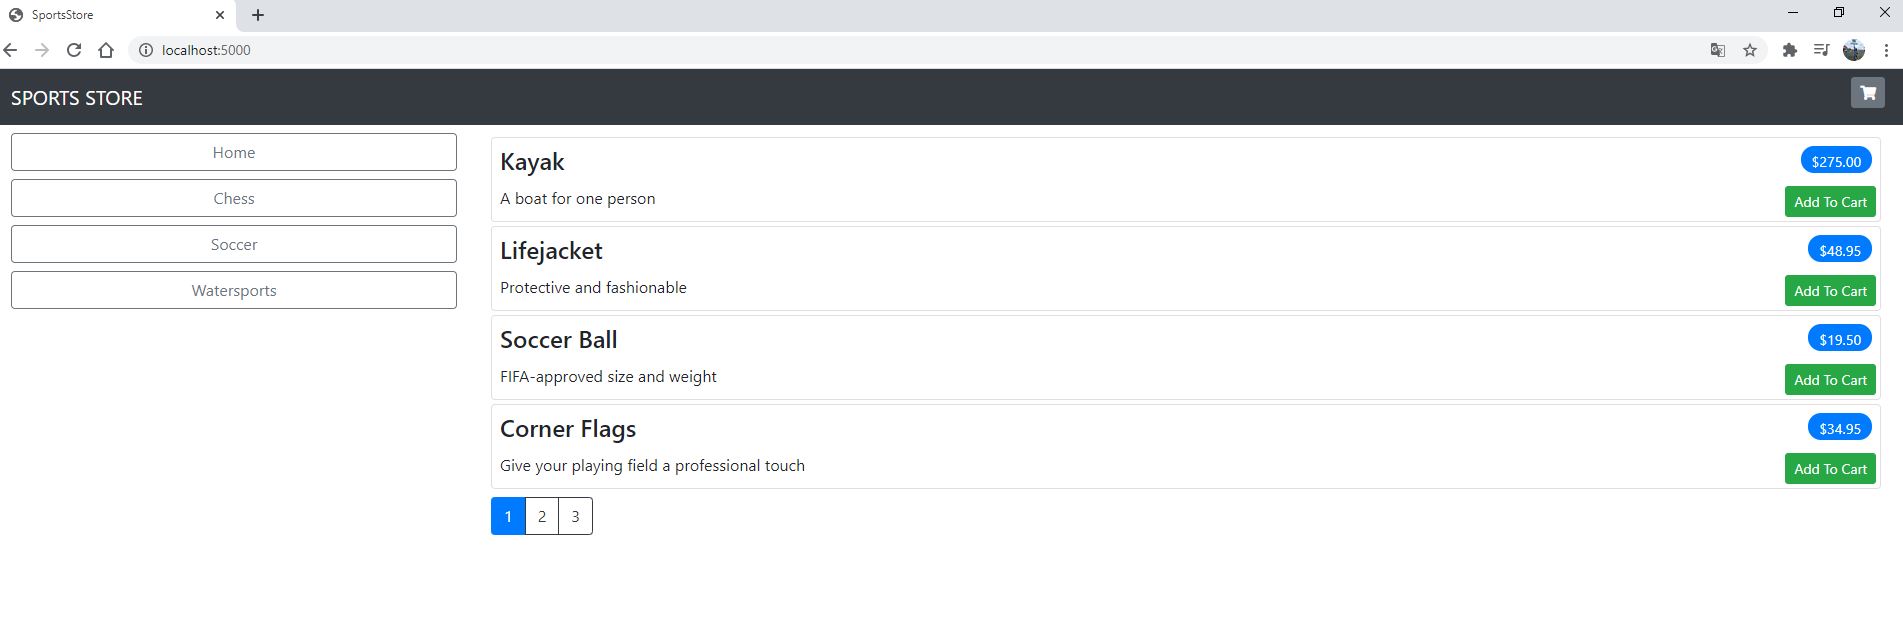 SportsStore
localhost:5000
SPORTS STORE
Home
Chess
Soccer
Watersports
Kayak
$275.00
A boat for one person
Add To Cart
Lifejacket
$48.95
Protective and fashionable
Add To Cart
Soccer Ball
$19.50
FIFA-approved size and weight
Add To Cart
Corner Flags
$34.95
Give your playing field a professional touch
Add To Cart
1 2 3